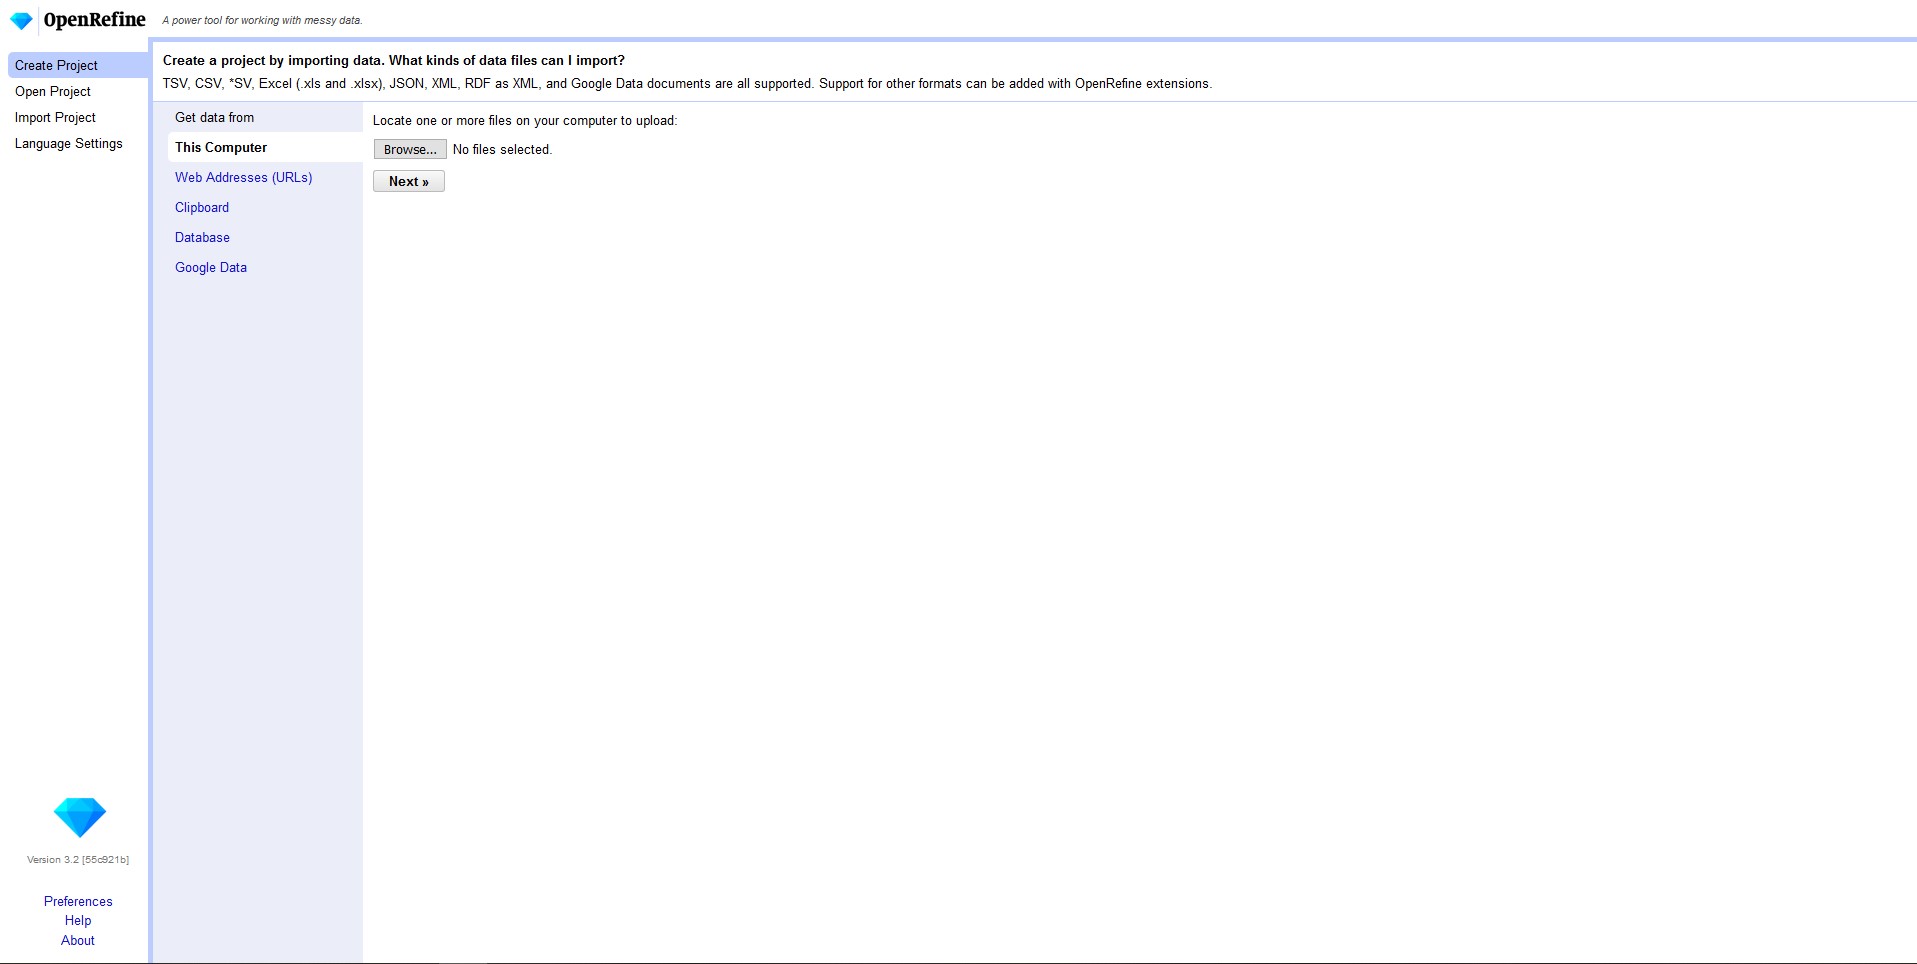 OpenRefine A power tool for working with messy data.
Create Project
Open Project
Import Project
Language Settings
Create a project by importing data. What kinds of data files can I import?
TSV, CSV, *SV, Excel (.xls and .xlsx), JSON, XML, RDF as XML, and Google Data documents are all supported. Support for other formats can be added with OpenRefine extensions.
Get data from
This Computer
Web Addresses (URLs)
Clipboard
Database
Google Data
Locate one or more files on your computer to upload:
Browse... No files selected.
Next »
Version 3.2 [55c921b]
Preferences
Help
About